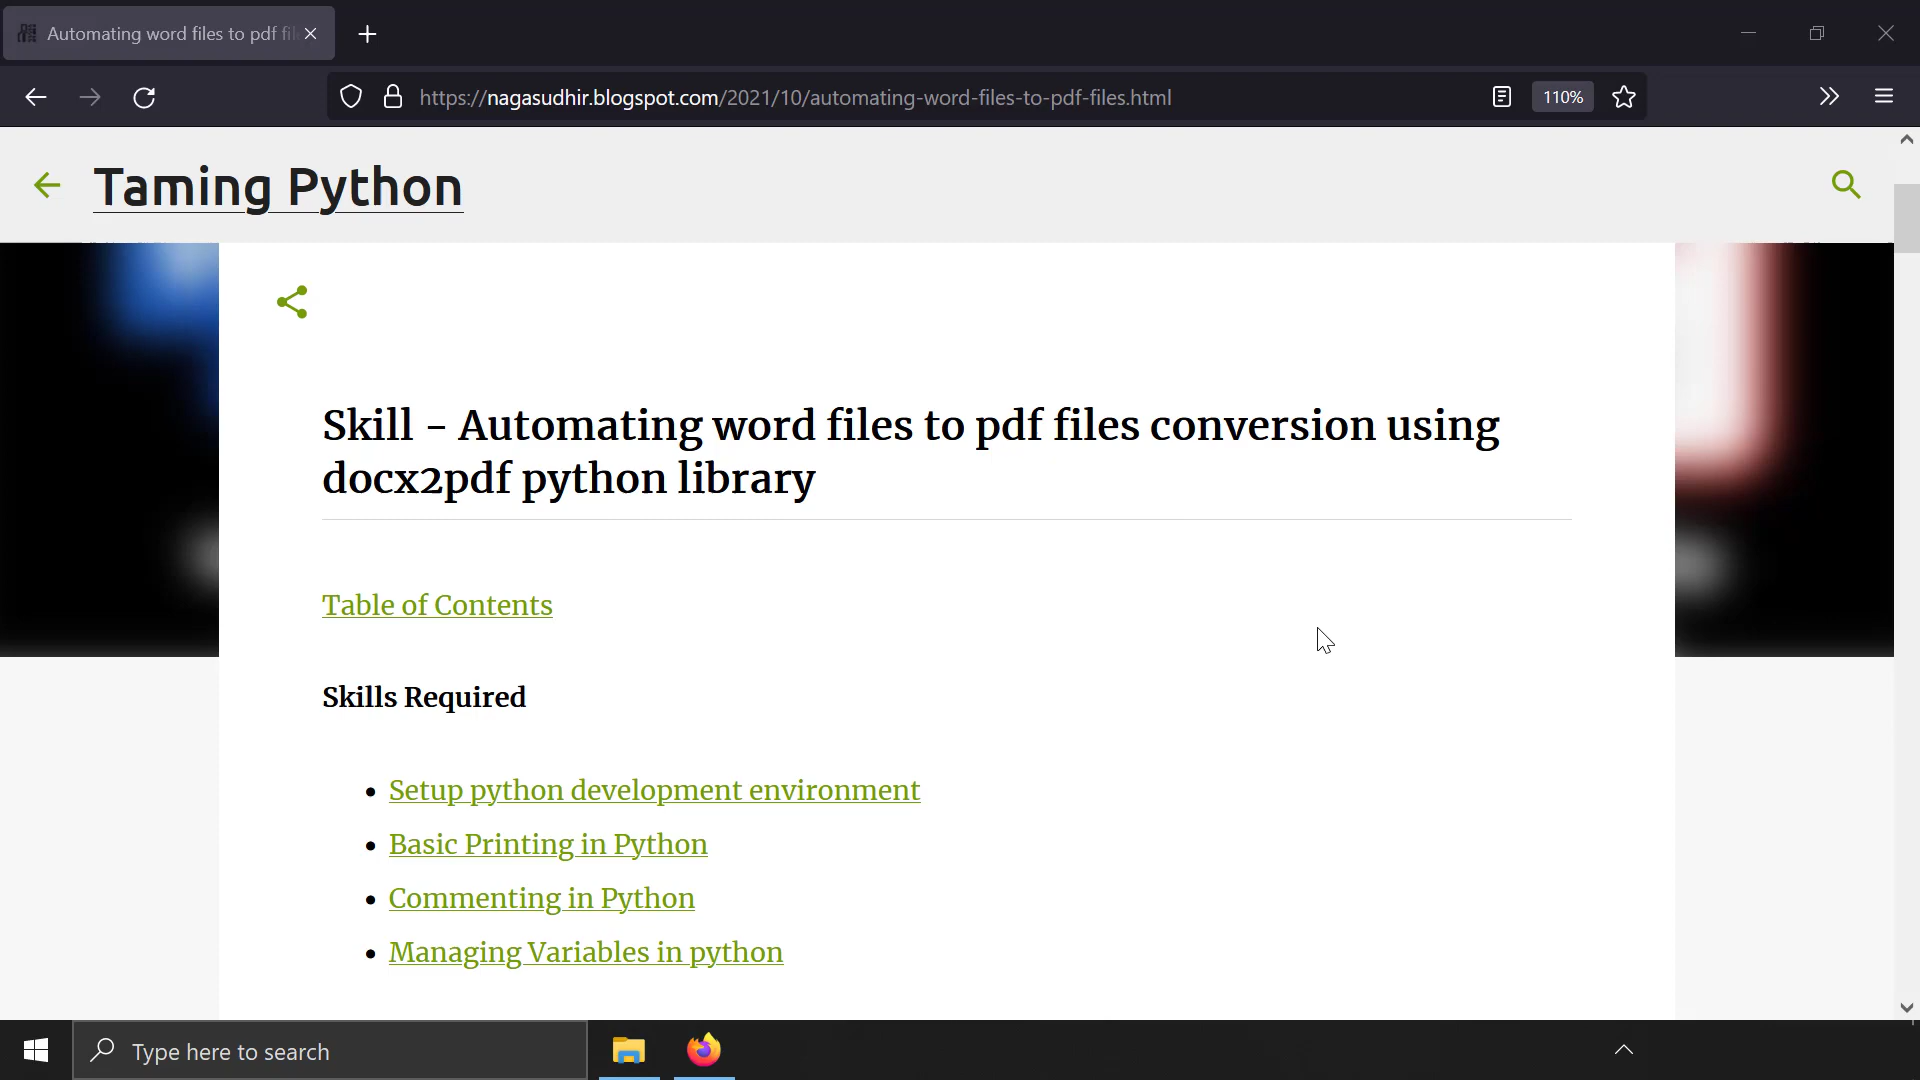 Automating word files to pdf fil
https://nagasudhir.blogspot.com/2021/10/automating-word-files-to-pdf-files.html
110%
Taming Python
Skill - Automating word files to pdf files conversion using
docx2pdf python library
Table of Contents
Skills Required
Setup python development environment
Basic Printing in Python
Commenting in Python
Managing Variables in python
Type here to search